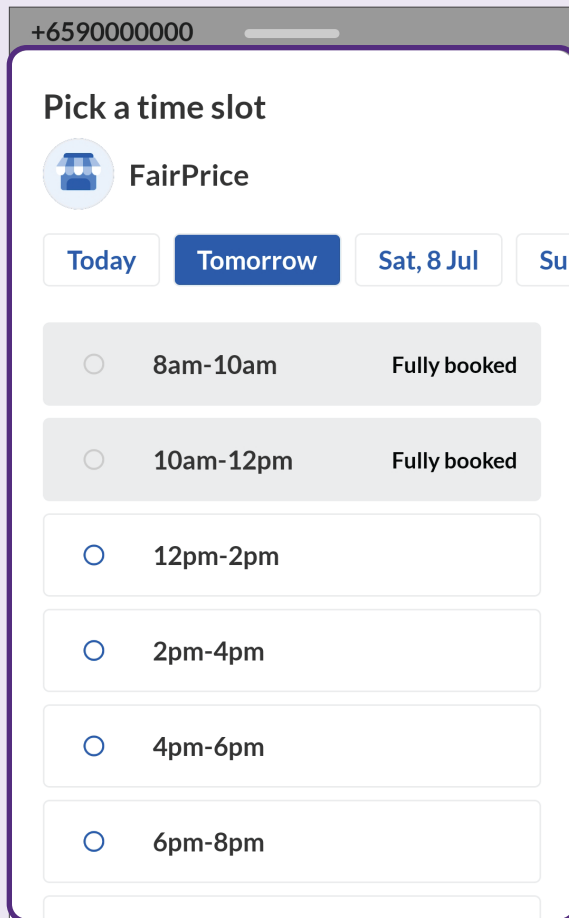 +6590000000
Pick a time slot
FairPrice
Today Tomorrow Sat, 8 Jul Su
8am-10am Fully booked
10am-12pm Fully booked
12pm-2pm
2pm-4pm
4pm-6pm
6pm-8pm